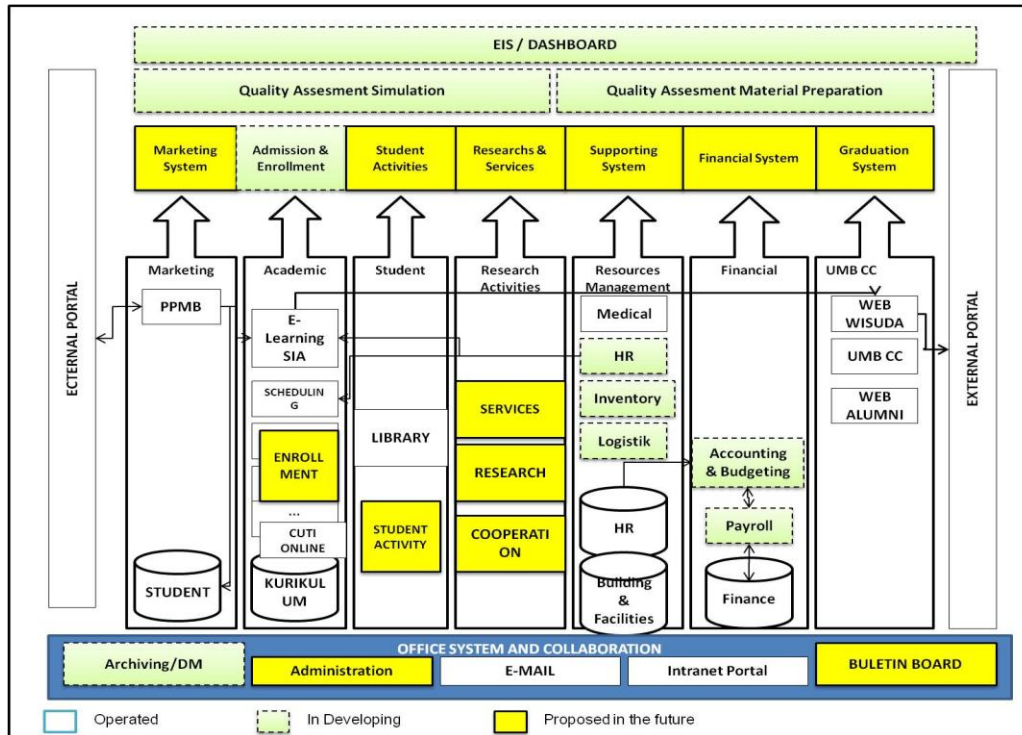 EIS / DASHBOARD
Quality Assesment Simulation
Quality Assesment Material Preparation
ECTERNAL PORTAL
EXTERNAL PORTAL
Marketing
System
Admission &
Enrollment
Student
Activities
Researchs &
Services
Supporting
System
Financial System
Graduation
System
Marketing
PPMB
STUDENT
Academic
E-
Learning
SIA
SCHEDULIN
G
ENROLL
MENT
...
CUTI
ONLINE
KURIKUL
UM
Student
LIBRARY
STUDENT
ACTIVITY
Research
Activities
SERVICES
RESEARCH
COOPERATI
ON
Resources
Management
Medical
HR
Inventory
Logistik
HR
Building
&
Facilities
Financial
Accounting
& Budgeting
Payroll
Finance
UMB CC
WEB
WISUDA
UMB CC
WEB
ALUMNI
OFFICE SYSTEM AND COLLABORATION
Archiving/DM
Administration
E-MAIL
Intranet Portal
BULETIN BOARD
Operated
In Developing
Proposed in the future